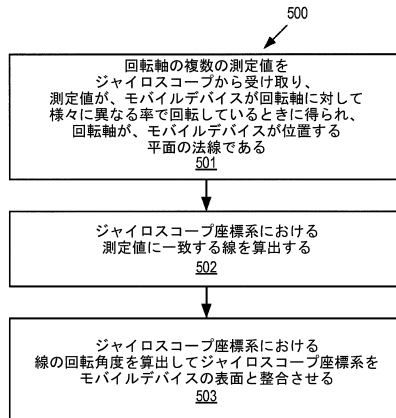 500
回転軸の複数の測定値を
ジャイロスコープから受け取り、
測定値が、モバイルデバイスが回転軸に対して
様々に異なる率で回転しているときに得られ、
回転軸が、モバイルデバイスが位置する
平面の法線である
501
ジャイロスコープ座標系における
測定値に一致する線を算出する
502
ジャイロスコープ座標系における
線の回転角度を算出してジャイロスコープ座標系を
モバイルデバイスの表面と整合させる
503